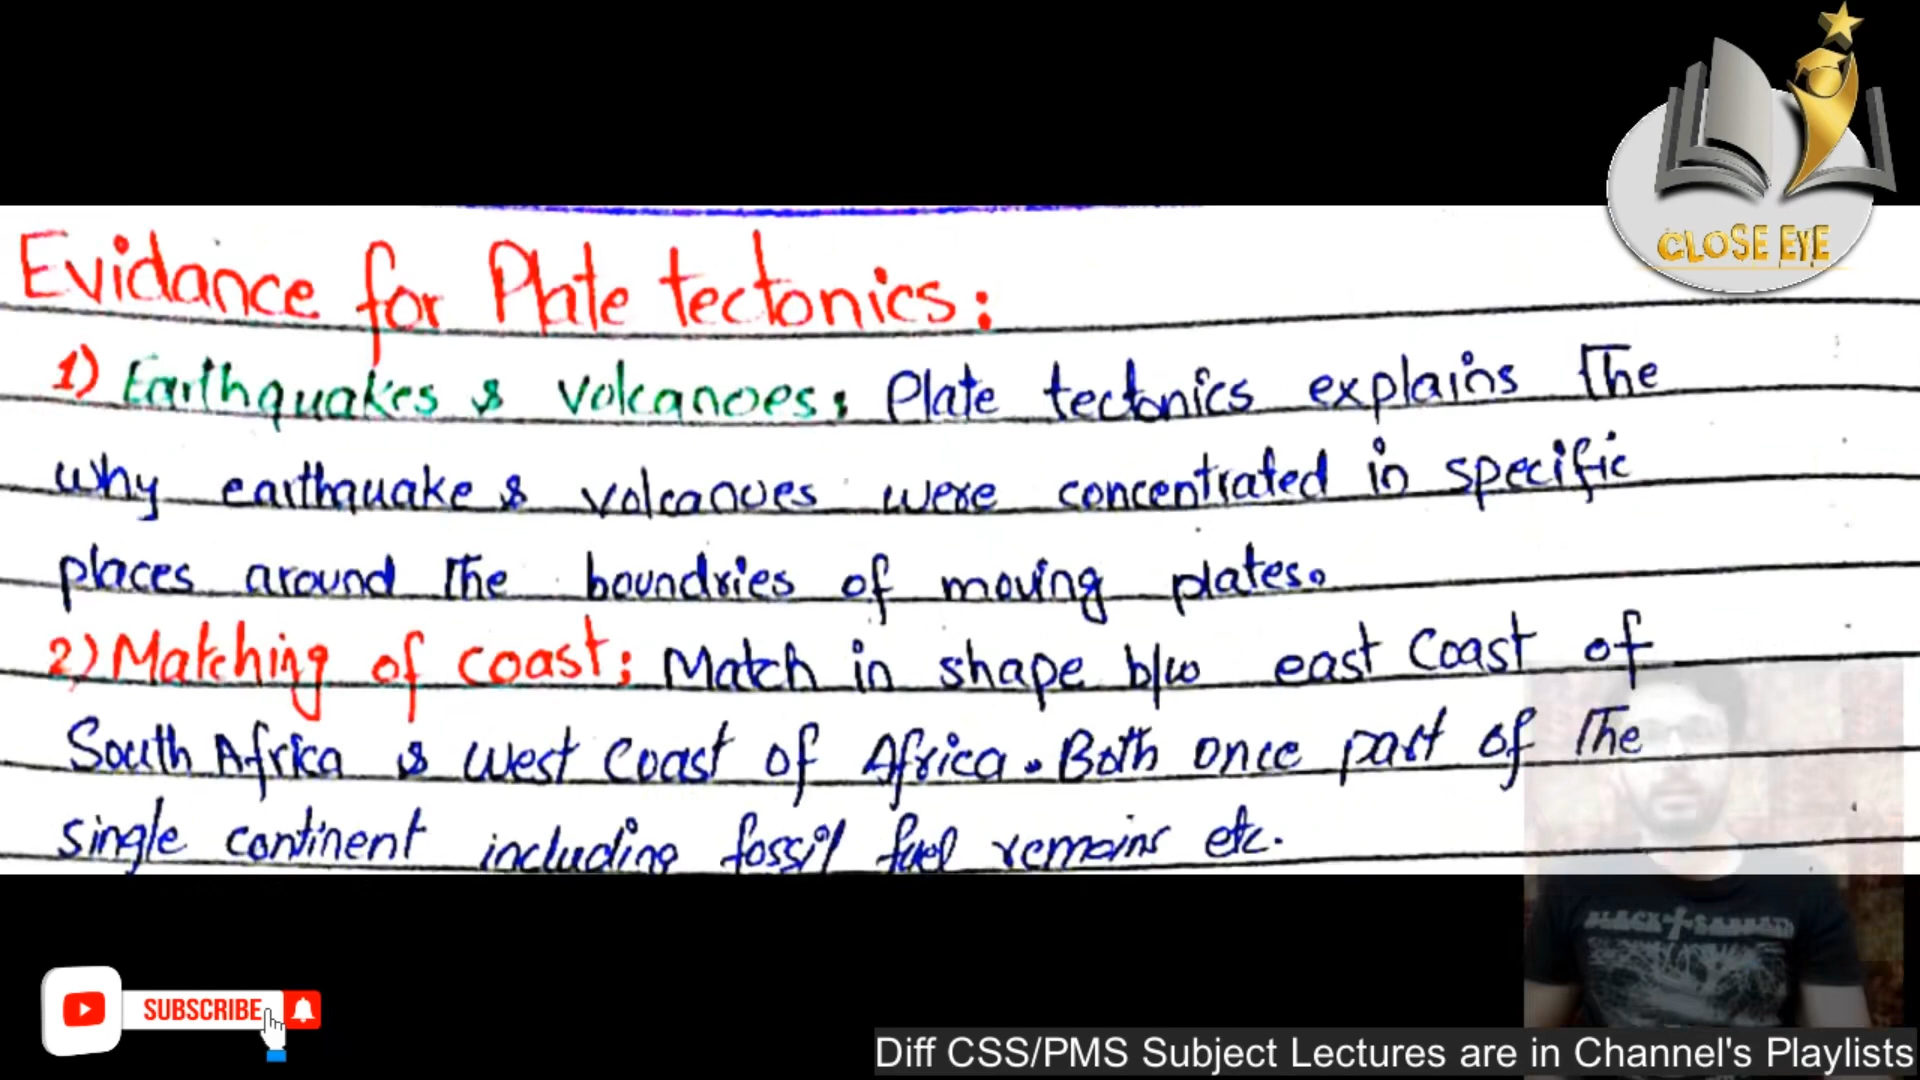 CLOSE EYE
Evidance for Plate tectonics:
1) Earthquakes & volcanoes: Plate tectonics explains The
why earthquake & volcanoes were concentrated in specific
places around The boundries of moving plates.
2) Matching of coast: Match in shape b/w east Coast of
South Africa & West Coast of Africa. Both once part of The
single continent including fossil fuel remains etc.
BLACK SABBATH
SUBSCRIBE
Diff CSS/PMS Subject Lectures are in Channel's Playlists